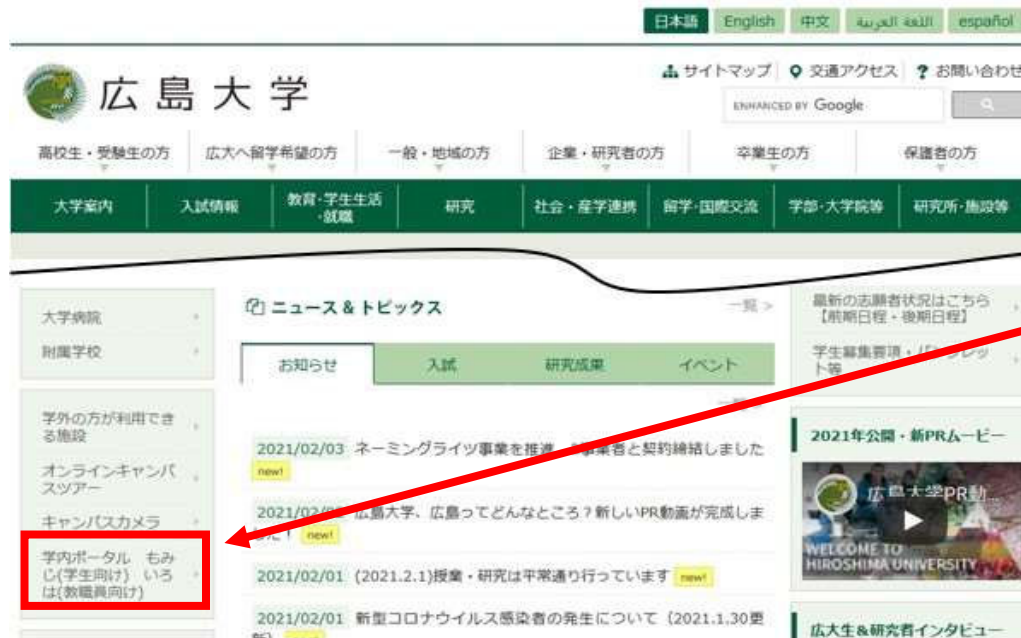 日本語 English 中文 اللغة العربية español
広島大学
サイトマップ 交通アクセス ? お問い合わせ
ENHANCED BY Google
高校生・受験生の方 広大へ留学希望の方 一般・地域の方 企業・研究者の方 卒業生の方 保護者の方
大学案内 入試情報 教育・学生生活・就職 研究 社会・産学連携 留学・国際交流 学部・大学院等 研究所・施設等
大学病院
附属学校
学外の方が利用でき
る施設
オンラインキャンパ
スツアー
キャンパスカメラ
学内ポータル もみ
じ(学生向け) いろ
は(教職員向け)
ニュース & トピックス 一覧 >
お知らせ 入試 研究成果 イベント
2021/02/03 ネーミングライツ事業を推進 事業者と契約締結しました
new!
広島大学、広島ってどんなところ？新しいPR動画が完成しま
した！ new!
2021/02/01 (2021.2.1)授業・研究は平常通り行っています new!
2021/02/01 新型コロナウイルス感染者の発生について（2021.1.30更
新）
最新の志願者状況はこちら
【前期日程・後期日程】
学生募集要項・パンフレッ
ト等
2021年公開・新PRムービー
広島大学PR動...
WELCOME TO
HIROSHIMA UNIVERSITY
広大生&研究者インタビュー